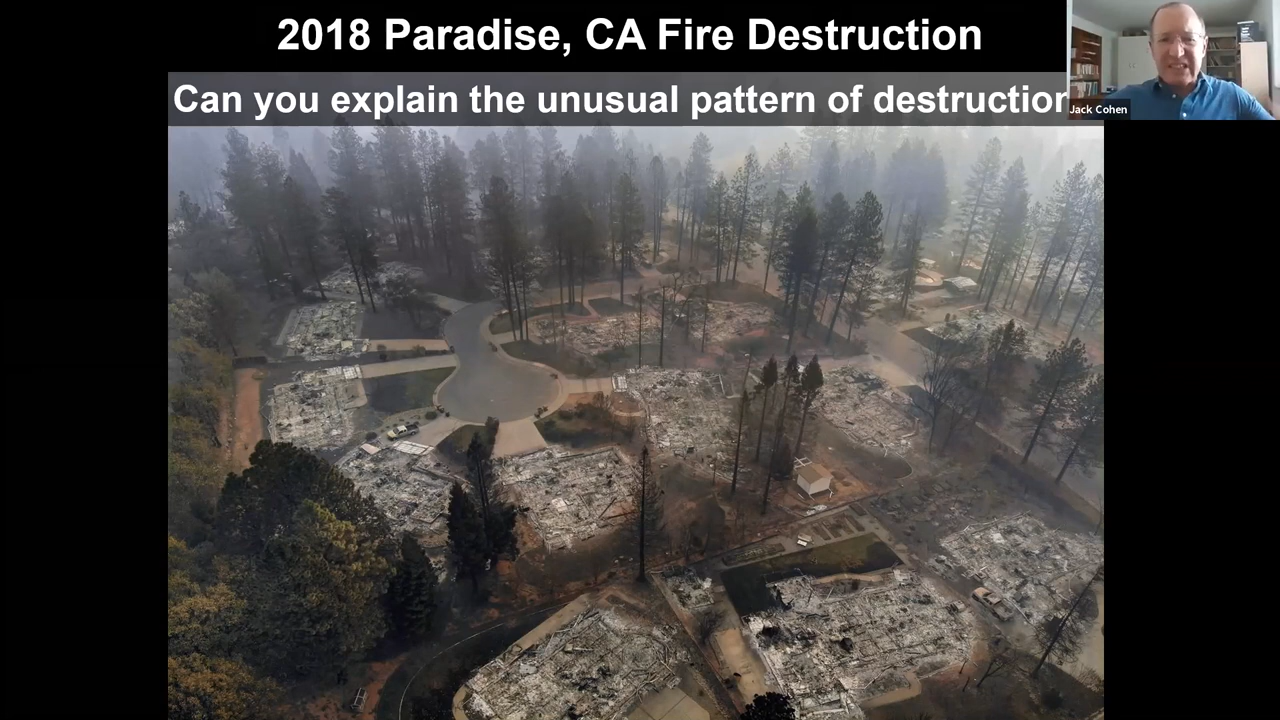 2018 Paradise, CA Fire Destruction
Can you explain the unusual pattern of destruction
Jack Cohen